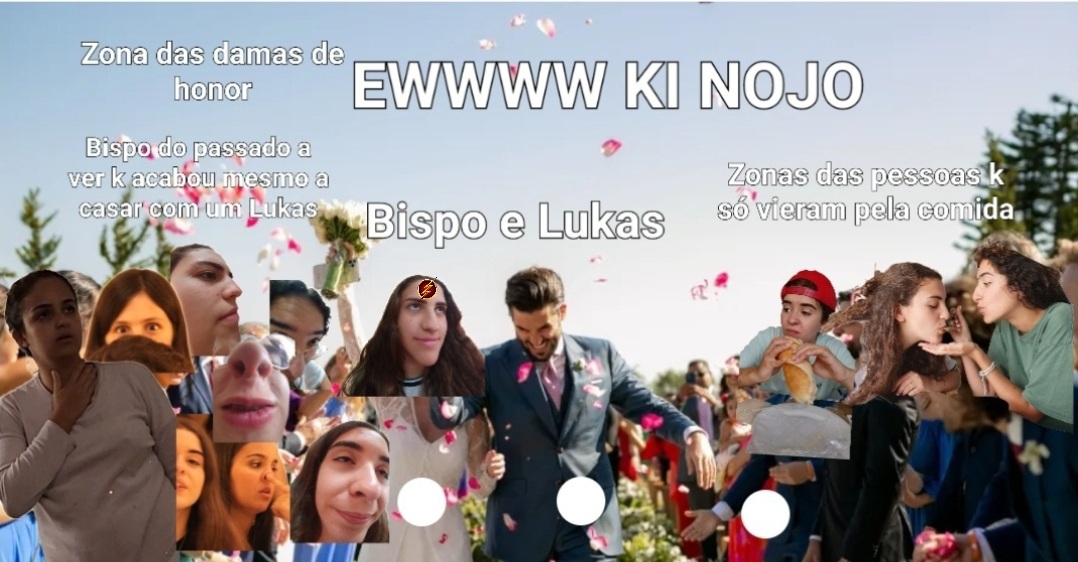 Zona das damas de
honor
EWWWW KI NOJO
Bispo do passado a
ver k acabou mesmo a
casar com um Lukas
Zonas das pessoas k
só vieram pela comida
Bispo e Lukas